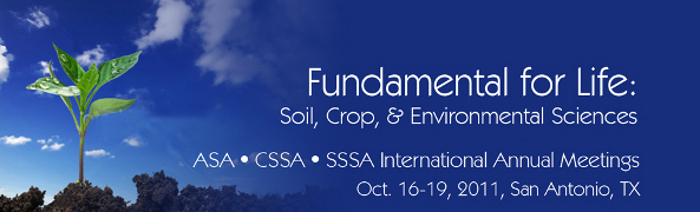 Fundamental for Life:
Soil, Crop, & Environmental Sciences
ASA • CSSA • SSSA International Annual Meetings
Oct. 16-19, 2011, San Antonio, TX